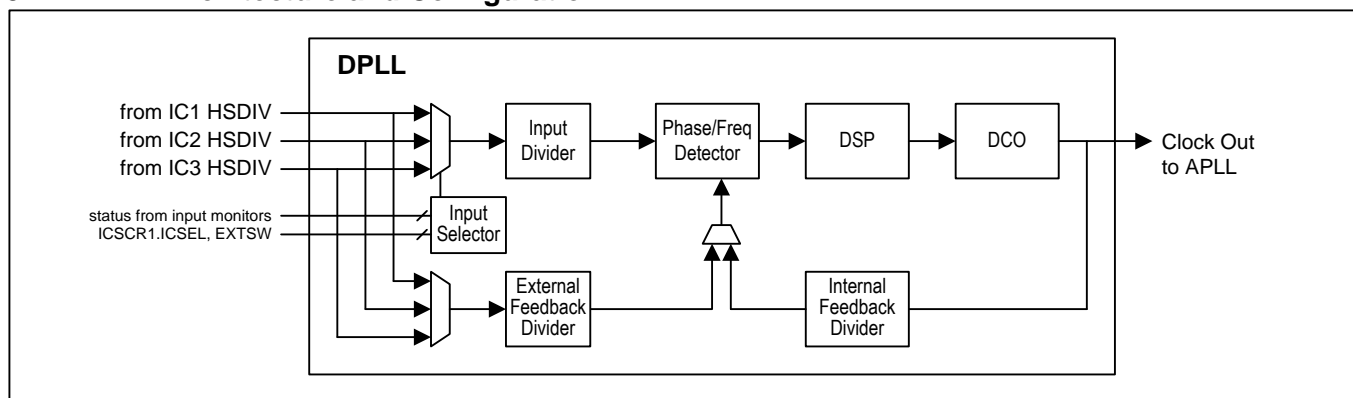 DPLL
from IC1 HSDIV
from IC2 HSDIV
from IC3 HSDIV
status from input monitors
ICSCR1.ICSEL, EXTSW
Input
Divider
Phase/Freq
Detector
DSP
DCO
Clock Out
to APLL
Input
Selector
External
Feedback
Divider
Internal
Feedback
Divider